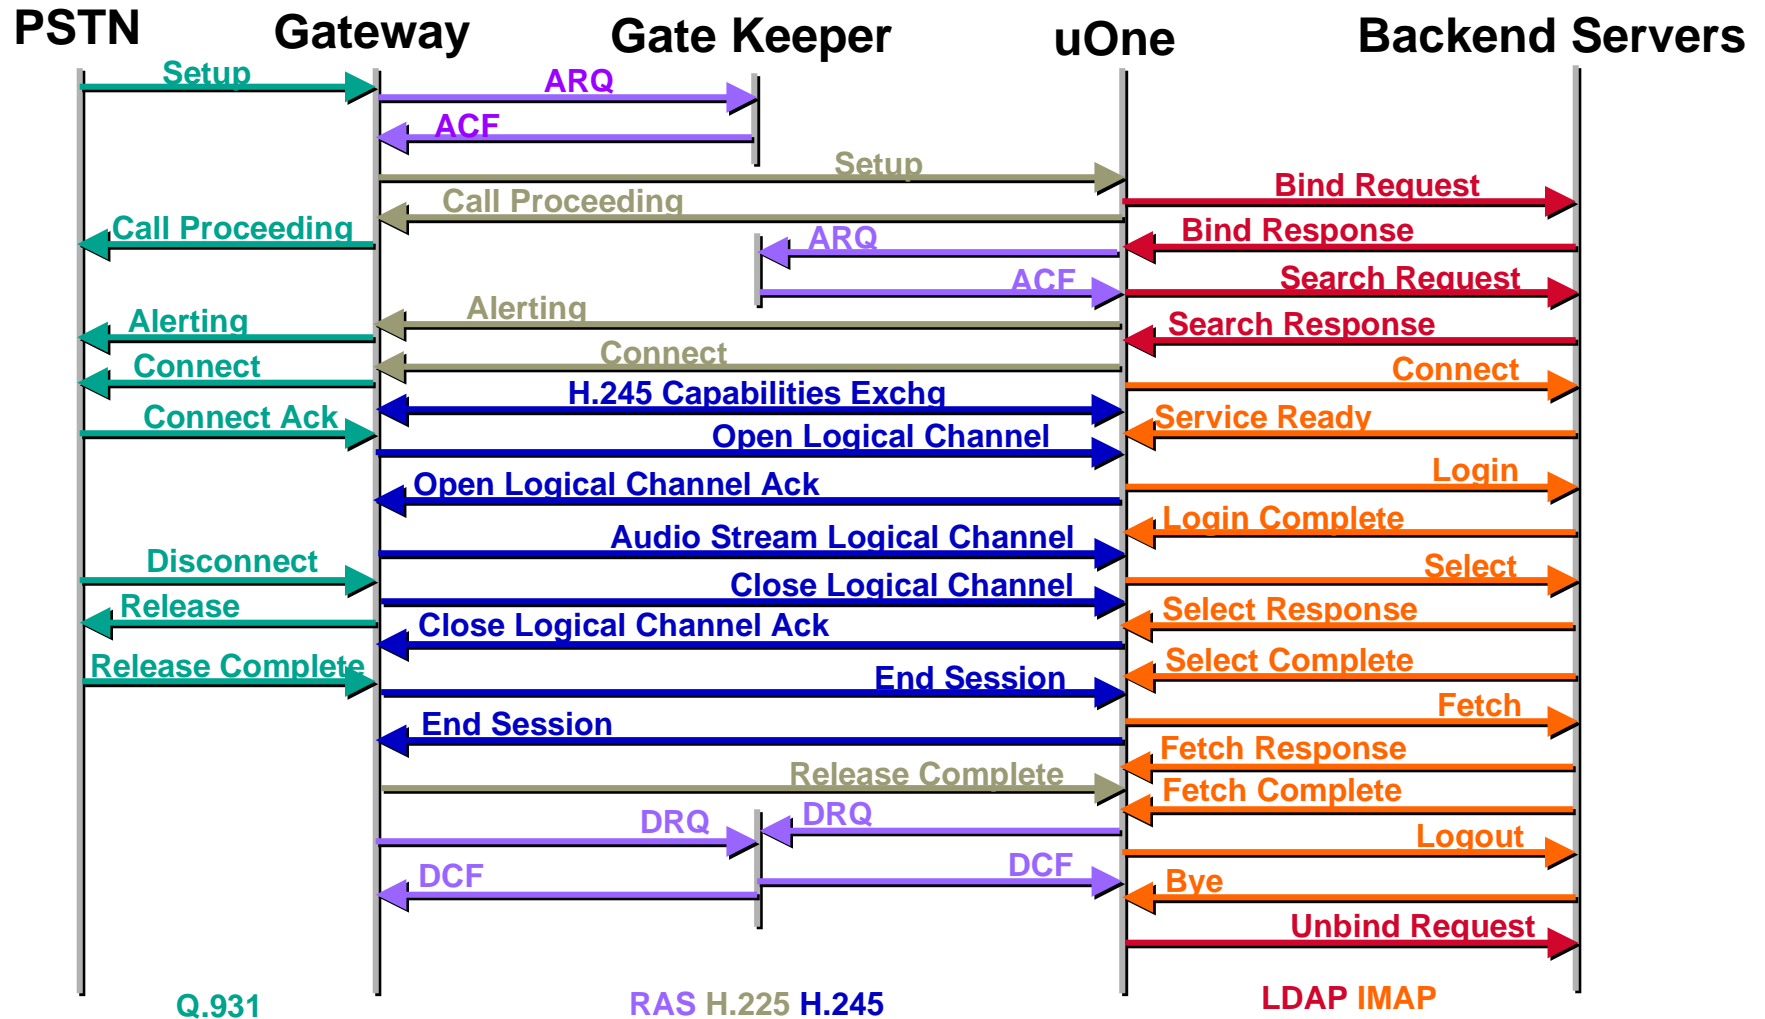 PSTN Gateway Gate Keeper uOne Backend Servers
Setup
ARQ
ACF
Setup
Bind Request
Call Proceeding
Call Proceeding
Bind Response
ARQ
ACF
Search Request
Alerting
Alerting
Search Response
Connect
Connect
Connect
H.245 Capabilities Exchg
Connect Ack
Service Ready
Open Logical Channel
Login
Open Logical Channel Ack
Login Complete
Audio Stream Logical Channel
Disconnect
Select
Close Logical Channel
Release
Select Response
Close Logical Channel Ack
Release Complete
Select Complete
End Session
Fetch
End Session
Fetch Response
Release Complete
Fetch Complete
DRQ
DRQ
Logout
DCF
DCF
Bye
Unbind Request
Q.931
RAS H.225 H.245
LDAP IMAP